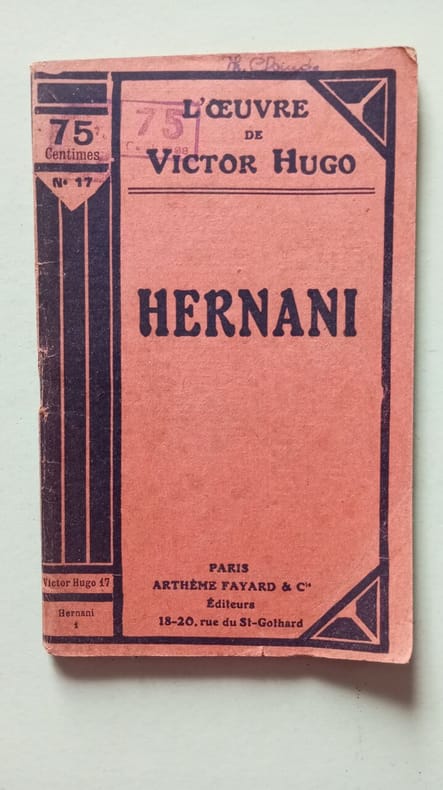 75
Centimes
N° 17
75
L'ŒUVRE
DE
VICTOR HUGO
HERNANI
PARIS
ARTHÈME FAYARD & Cie
Éditeurs
18-20, rue du St-Gothard
Victor Hugo 17
Hernani
1